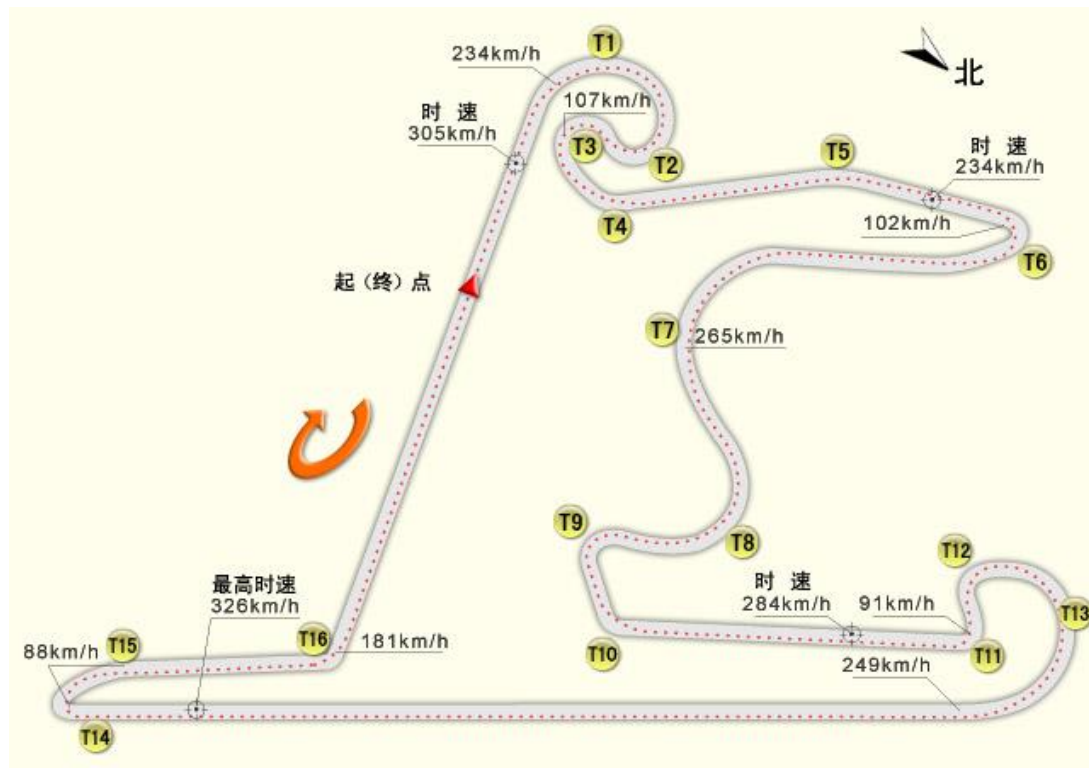 T1
234km/h
北
时 速
305km/h
107km/h
T3
T2
T5
时 速
234km/h
T4
102km/h
T6
起（终）点
T7
265km/h
T9
T8
T12
最高时速
326km/h
时 速
284km/h
91km/h
T13
88km/h
T15
T16
181km/h
T10
T11
249km/h
T14